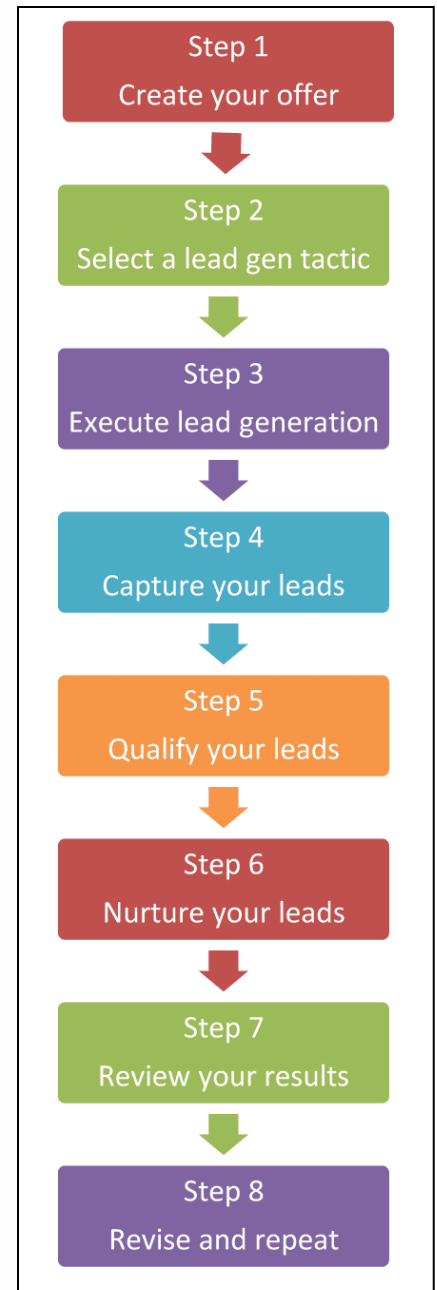 Step 1
Create your offer
Step 2
Select a lead gen tactic
Step 3
Execute lead generation
Step 4
Capture your leads
Step 5
Qualify your leads
Step 6
Nurture your leads
Step 7
Review your results
Step 8
Revise and repeat